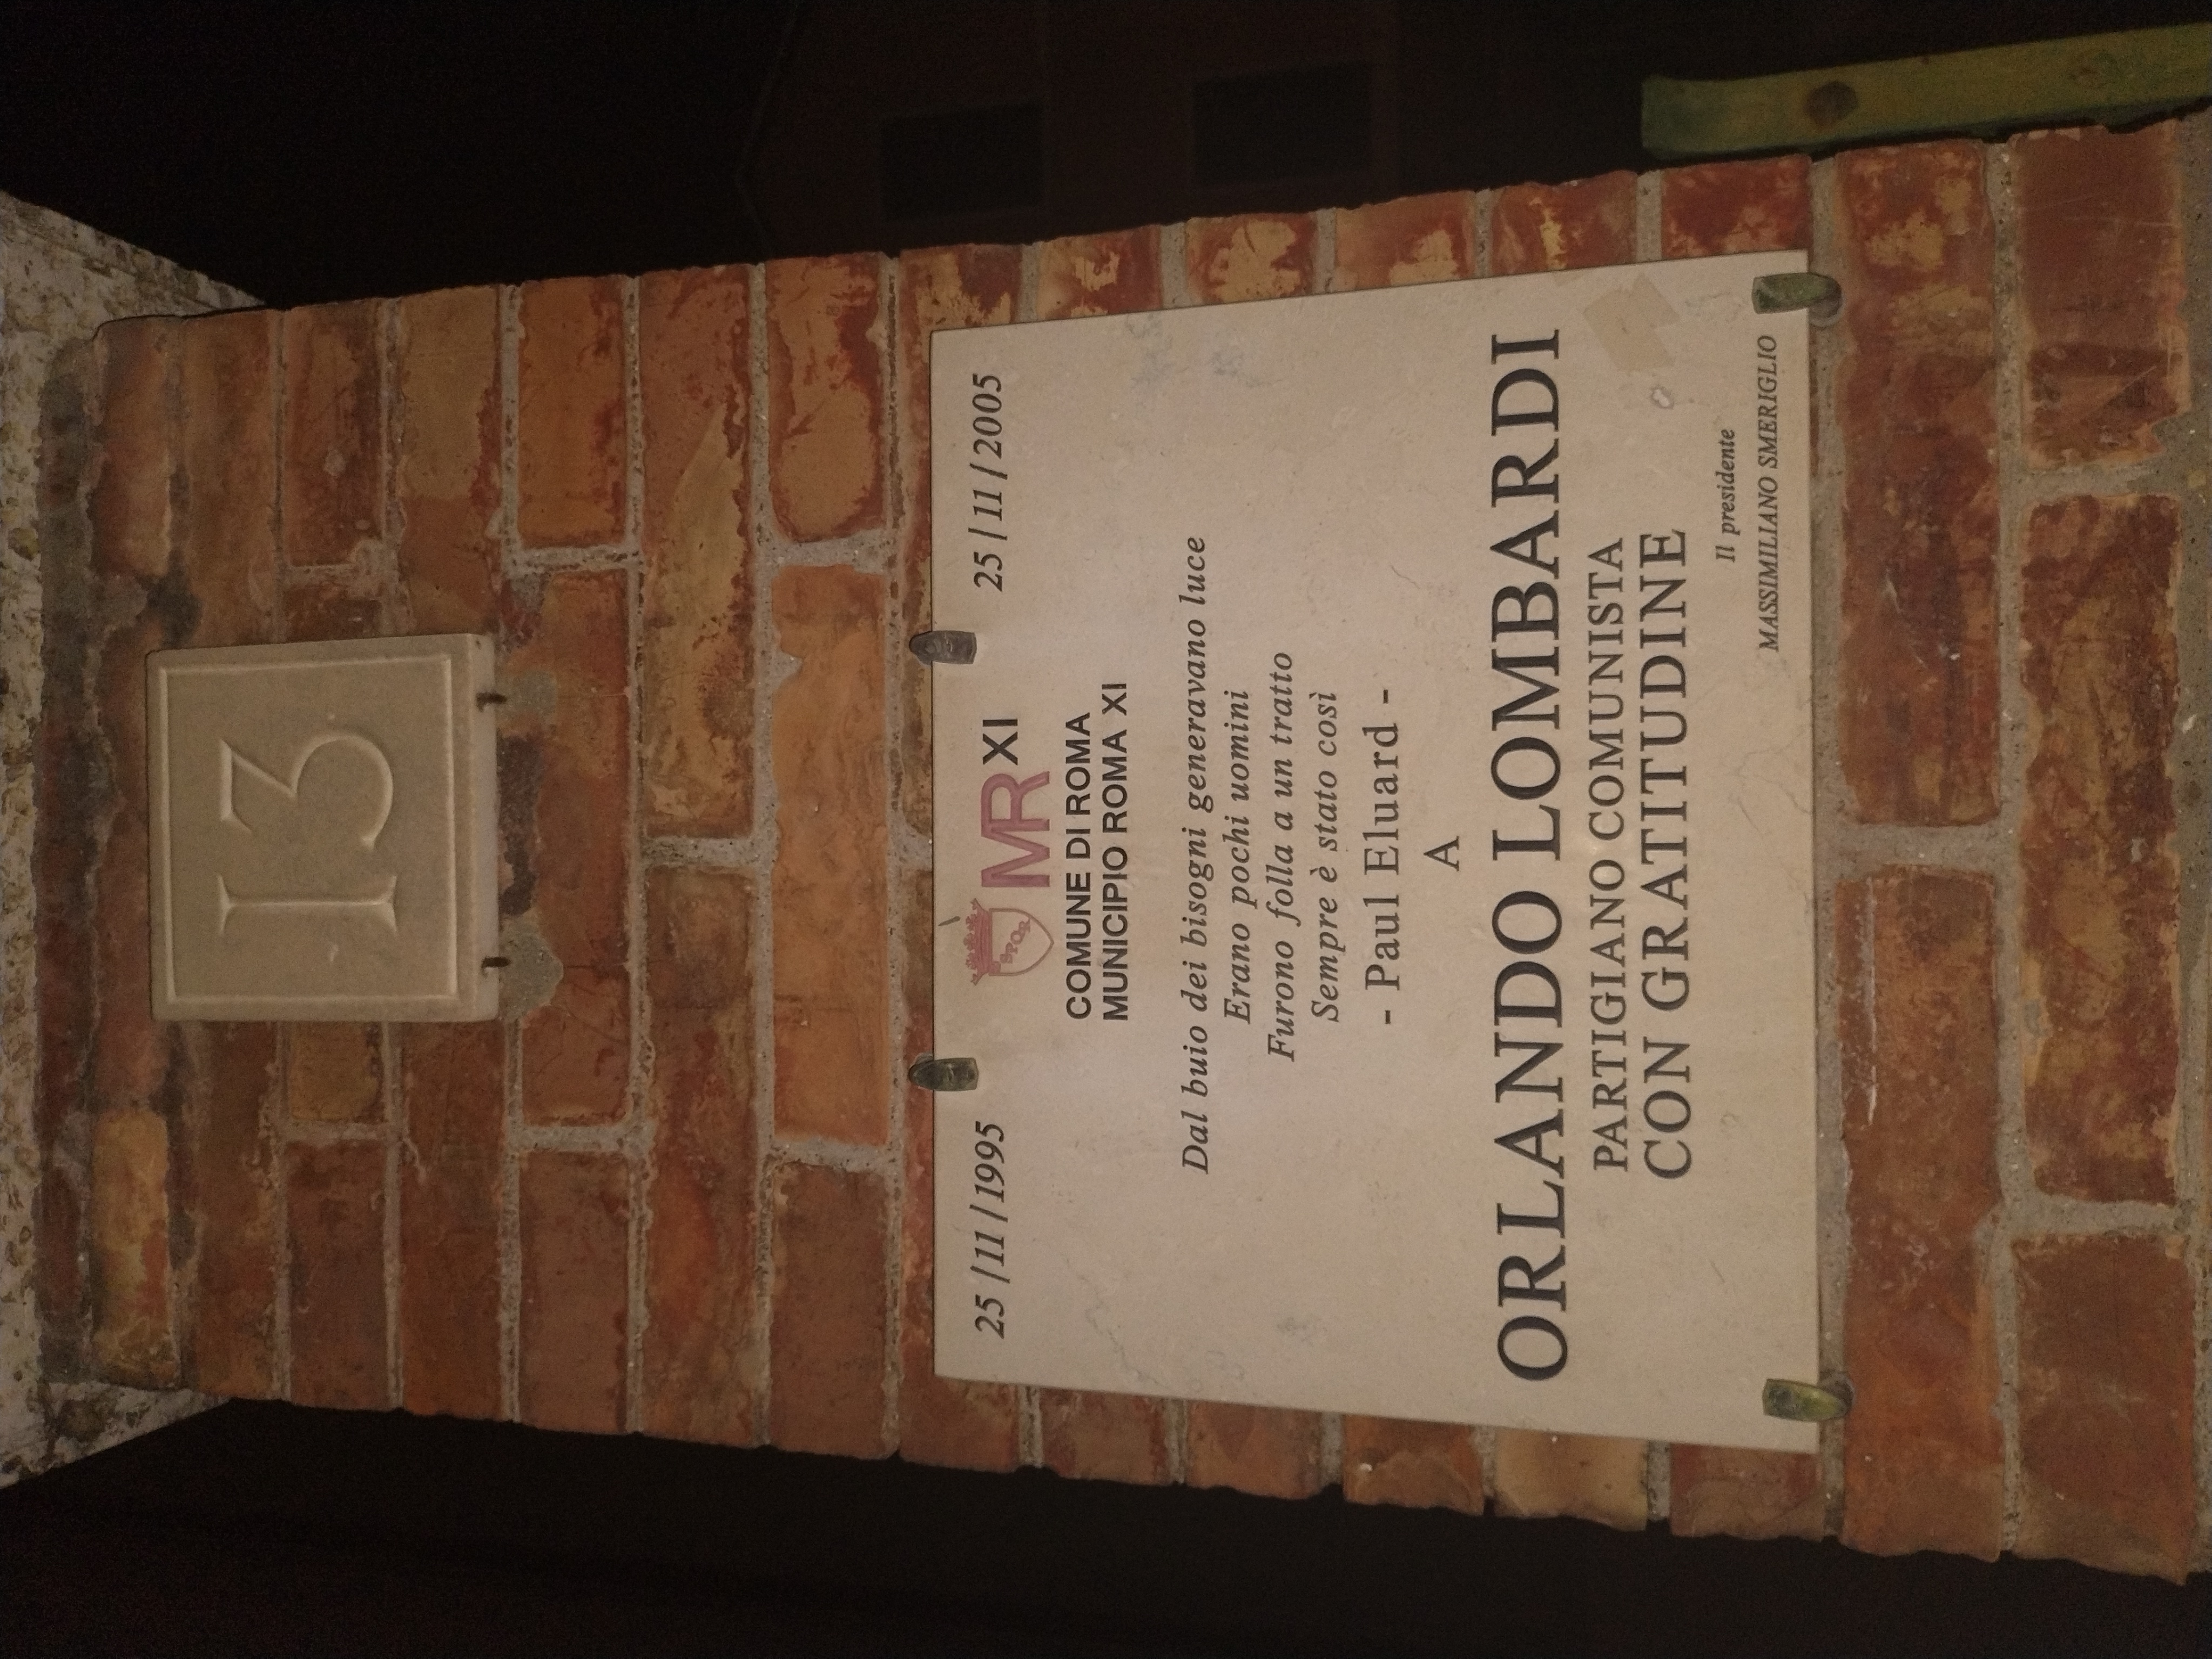 13
25/11/1995 25/11/2005
SPQR MR XI
COMUNE DI ROMA
MUNICIPIO ROMA XI
Dal buio dei bisogni generavano luce
Erano pochi uomini
Furono folla a un tratto
Sempre è stato così
- Paul Eluard -
A
ORLANDO LOMBARDI
PARTIGIANO COMUNISTA
CON GRATITUDINE
Il presidente
MASSIMILIANO SMERIGLIO